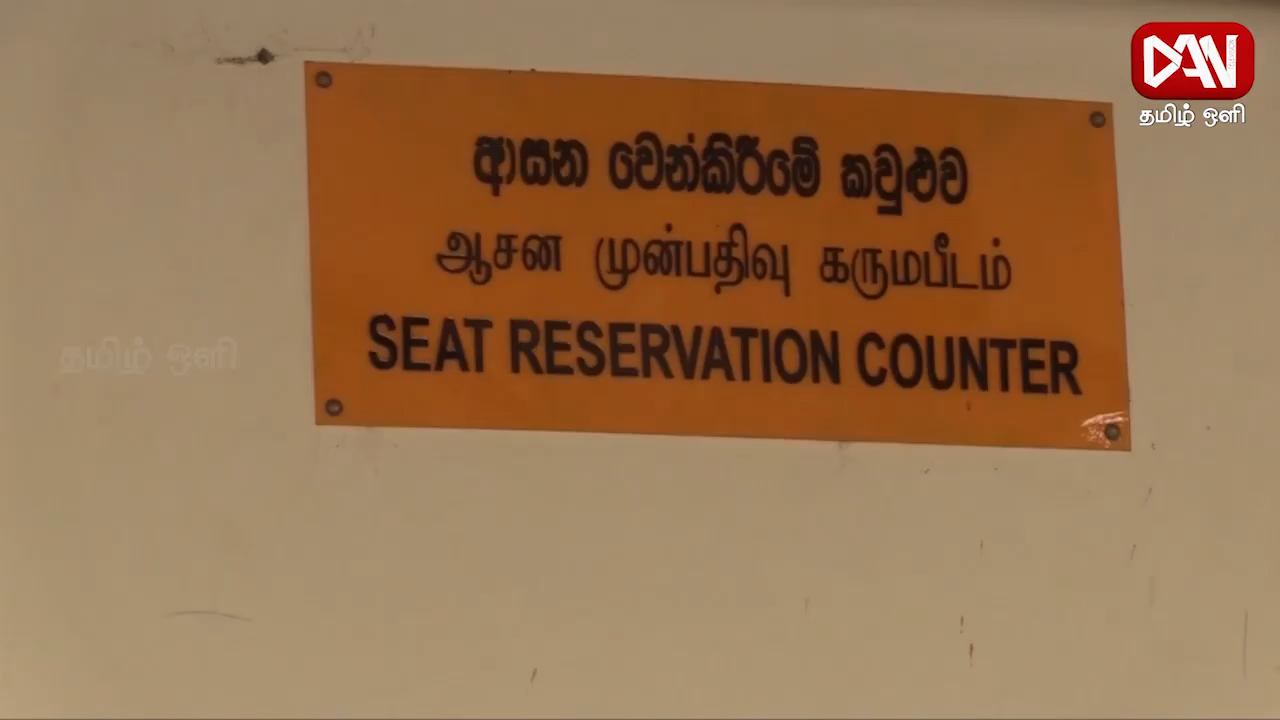 DAN
தமிழ் ஒளி
ආසන වෙන්කිරීමේ කවුළුව
ஆசன முன்பதிவு கருமபீடம்
SEAT RESERVATION COUNTER
தமிழ் ஒளி